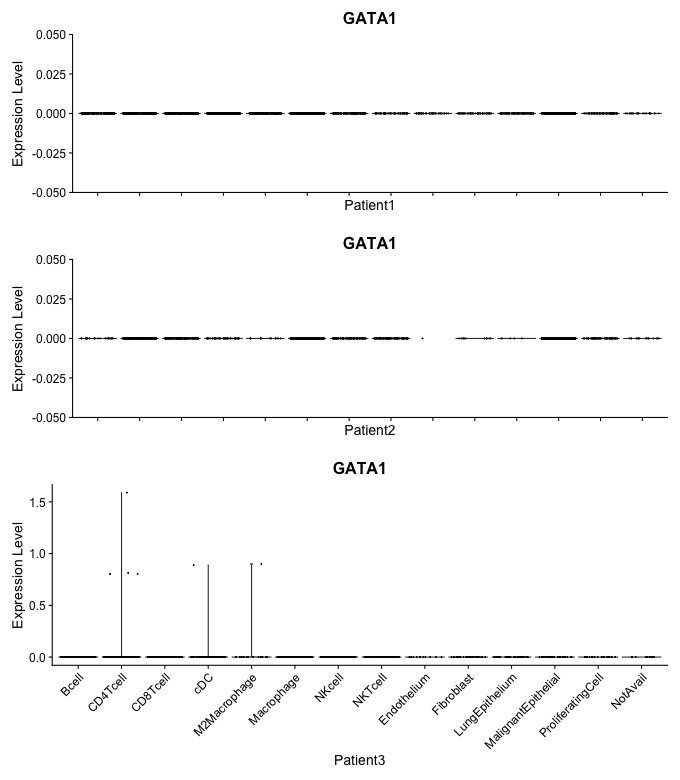 GATA1
Expression Level
0.050
0.025
0.000
-0.025
-0.050
Patient1
GATA1
Expression Level
0.050
0.025
0.000
-0.025
-0.050
Patient2
GATA1
Expression Level
1.5
1.0
0.5
0.0
Bcell
CD4Tcell
CD8Tcell
cDC
M2Macrophage
Macrophage
NKcell
NKTcell
Endothelium
Fibroblast
LungEpithelium
MalignantEpithelial
ProliferatingCell
NotAvail
Patient3